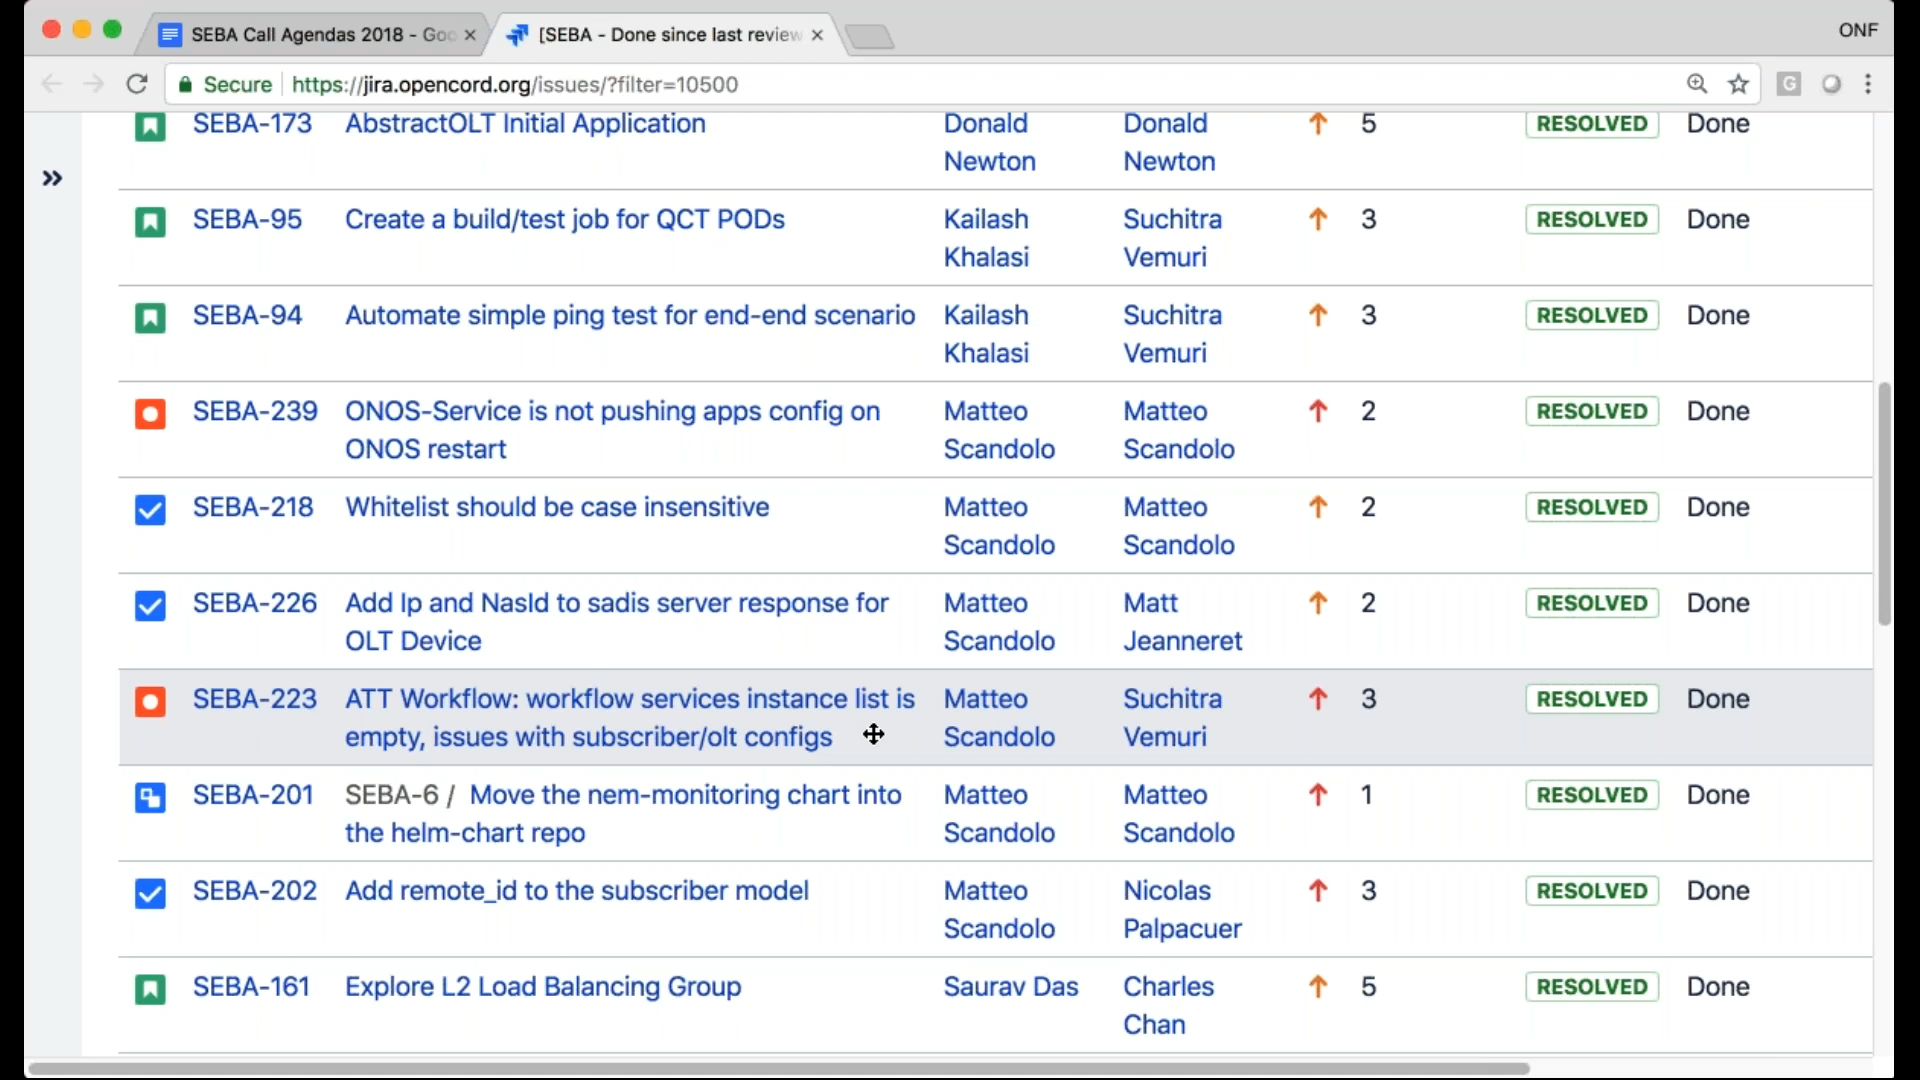 SEBA Call Agendas 2018 - Goo
[SEBA - Done since last review
ONF
Secure
https://jira.opencord.org/issues/?filter=10500
G
SEBA-173 AbstractOLT Initial Application Donald Donald 5 RESOLVED Done
Newton Newton
SEBA-95 Create a build/test job for QCT PODs Kailash Suchitra 3 RESOLVED Done
Khalasi Vemuri
SEBA-94 Automate simple ping test for end-end scenario Kailash Suchitra 3 RESOLVED Done
Khalasi Vemuri
SEBA-239 ONOS-Service is not pushing apps config on Matteo Matteo 2 RESOLVED Done
ONOS restart Scandolo Scandolo
SEBA-218 Whitelist should be case insensitive Matteo Matteo 2 RESOLVED Done
Scandolo Scandolo
SEBA-226 Add Ip and NasId to sadis server response for Matteo Matt 2 RESOLVED Done
OLT Device Scandolo Jeanneret
SEBA-223 ATT Workflow: workflow services instance list is Matteo Suchitra 3 RESOLVED Done
empty, issues with subscriber/olt configs Scandolo Vemuri
SEBA-201 SEBA-6 / Move the nem-monitoring chart into Matteo Matteo 1 RESOLVED Done
the helm-chart repo Scandolo Scandolo
SEBA-202 Add remote_id to the subscriber model Matteo Nicolas 3 RESOLVED Done
Scandolo Palpacuer
SEBA-161 Explore L2 Load Balancing Group Saurav Das Charles 5 RESOLVED Done
Chan